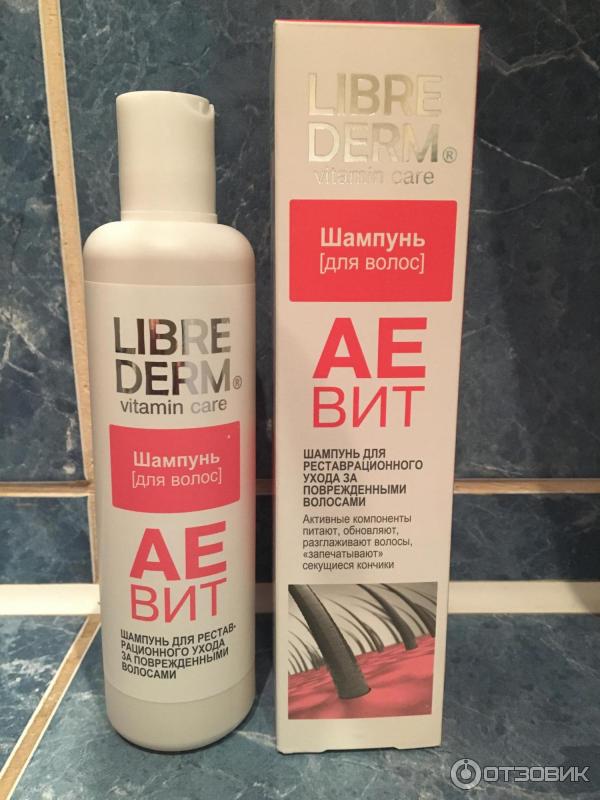 LIBRE
DERM®
vitamin care
Шампунь
[для волос]
АЕ
ВИТ
ШАМПУНЬ ДЛЯ РЕСТАВ-
РАЦИОННОГО УХОДА
ЗА ПОВРЕЖДЕННЫМИ
ВОЛОСАМИ
LIBRE
DERM®
vitamin care
Шампунь
[для волос]
АЕ
ВИТ
ШАМПУНЬ ДЛЯ
РЕСТАВРАЦИОННОГО
УХОДА ЗА
ПОВРЕЖДЕННЫМИ
ВОЛОСАМИ
Активные компоненты
питают, обновляют,
разглаживают волосы,
«запечатывают»
секущиеся кончики
ОТЗОВИК